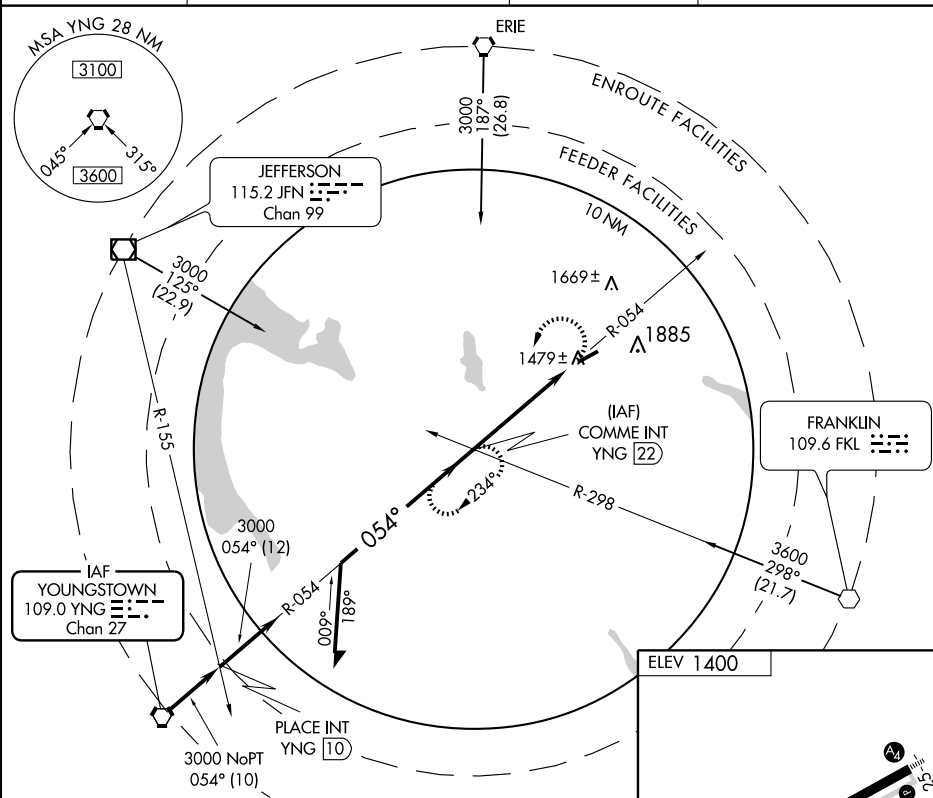 MSA YNG 28 NM
3100
045°
315°
3600
ERIE
3000
187°
(26.8)
ENROUTE FACILITIES
FEEDER FACILITIES
10 NM
JEFFERSON
115.2 JFN
Chan 99
3000
125°
(22.9)
1669±
R-054
1885
1479±
(IAF)
COMME INT
YNG 22
FRANKLIN
109.6 FKL
R-155
234°
R-298
054°
3000
054° (12)
3600
298°
(21.7)
IAF
YOUNGSTOWN
109.0 YNG
Chan 27
R-054
009°
189°
PLACE INT
YNG 10
3000 NoPT
054° (10)
ELEV 1400
A4
25
P